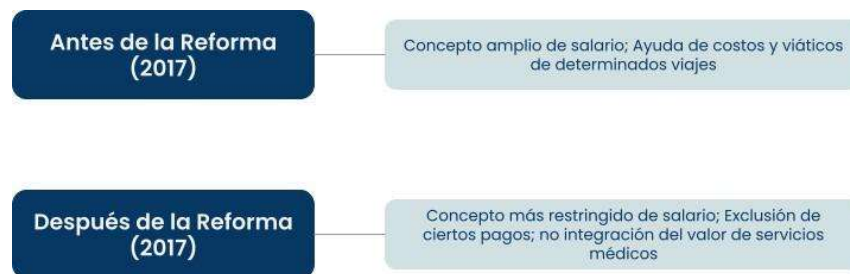 Antes de la Reforma
(2017)
Concepto amplio de salario; Ayuda de costos y viáticos
de determinados viajes
Después de la Reforma
(2017)
Concepto más restringido de salario; Exclusión de
ciertos pagos; no integración del valor de servicios
médicos